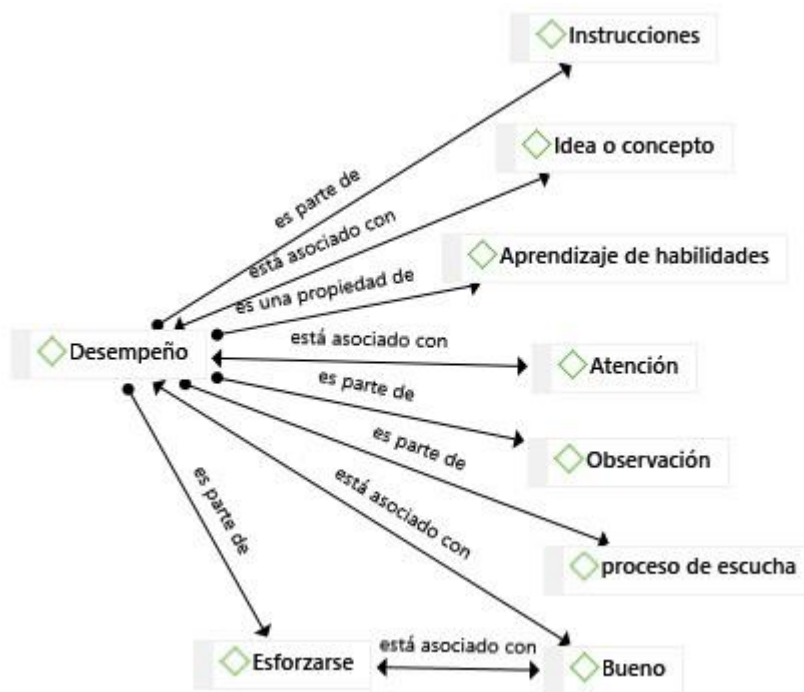 Instrucciones
es parte de
Idea o concepto
está asociado con
Aprendizaje de habilidades
es una propiedad de
Desempeño
está asociado con
Atención
es parte de
Observación
es parte de
proceso de escucha
está asociado con
es parte de
Esforzarse
está asociado con
Bueno